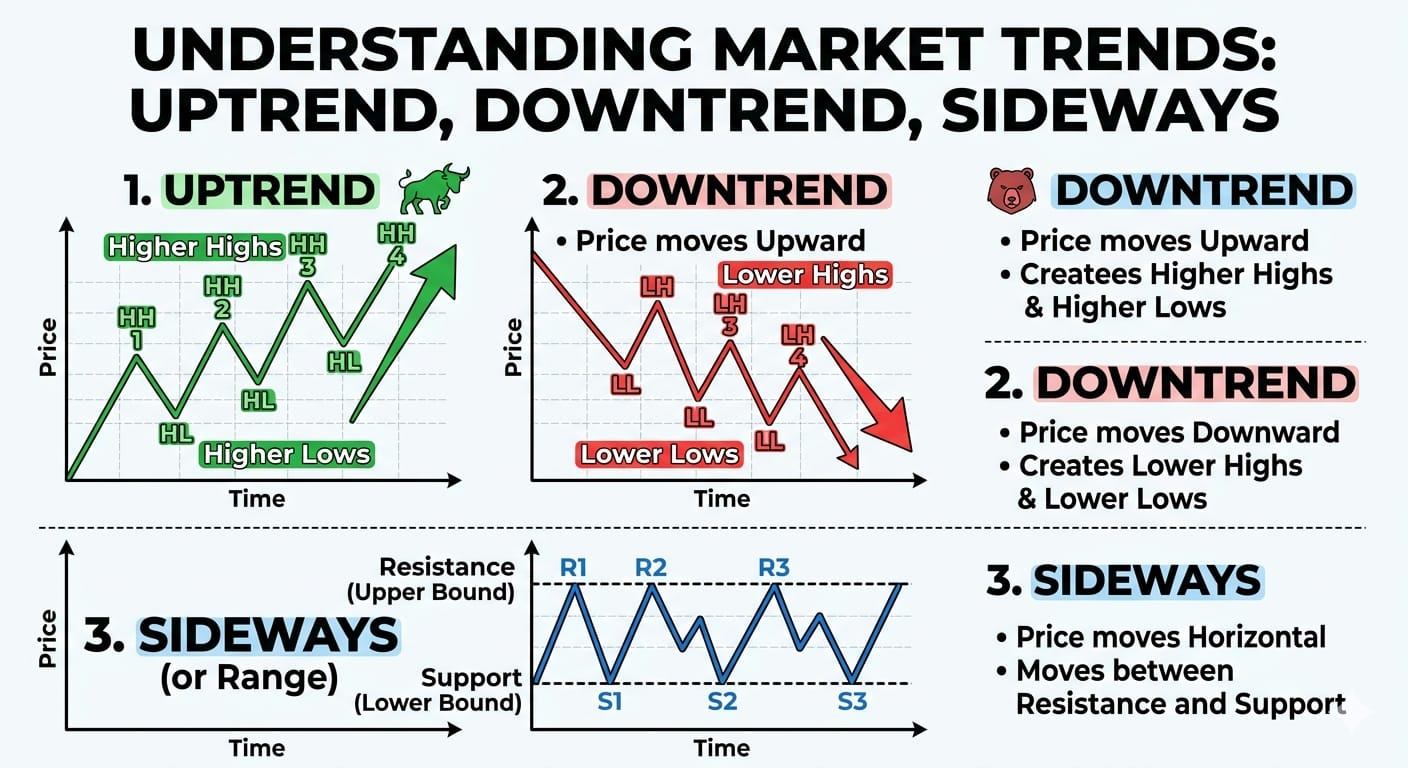 UNDERSTANDING MARKET TRENDS:
UPTREND, DOWNTREND, SIDEWAYS
1. UPTREND
Higher Highs
HH
1
HH
2
HH
3
HH
4
HL
HL
HL
Higher Lows
Price
Time
2. DOWNTREND
• Price moves Upward
Lower Highs
LH
LH
3
LH
4
LL
LL
LL
Lower Lows
Price
Time
DOWNTREND
• Price moves Upward
• Createes Higher Highs
& Higher Lows
2. DOWNTREND
• Price moves Downward
• Creates Lower Highs
& Lower Lows
Price
3. SIDEWAYS
(or Range)
Time
Resistance
(Upper Bound)
Support
(Lower Bound)
R1
R2
R3
S1
S2
S3
Time
3. SIDEWAYS
• Price moves Horizontal
• Moves between
Resistance and Support